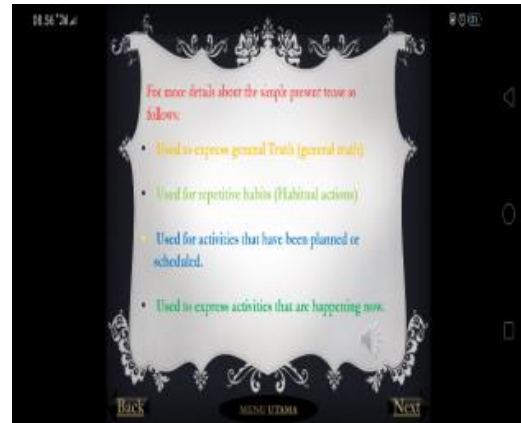 08.56
For more details about the simple present tense as
follows:
• Used to express general Truth (general truth)
• Used for repetitive habits (Habitual actions)
• Used for activities that have been planned or
scheduled.
• Used to express activities that are happening now.
Back
MENU UTAMA
Next